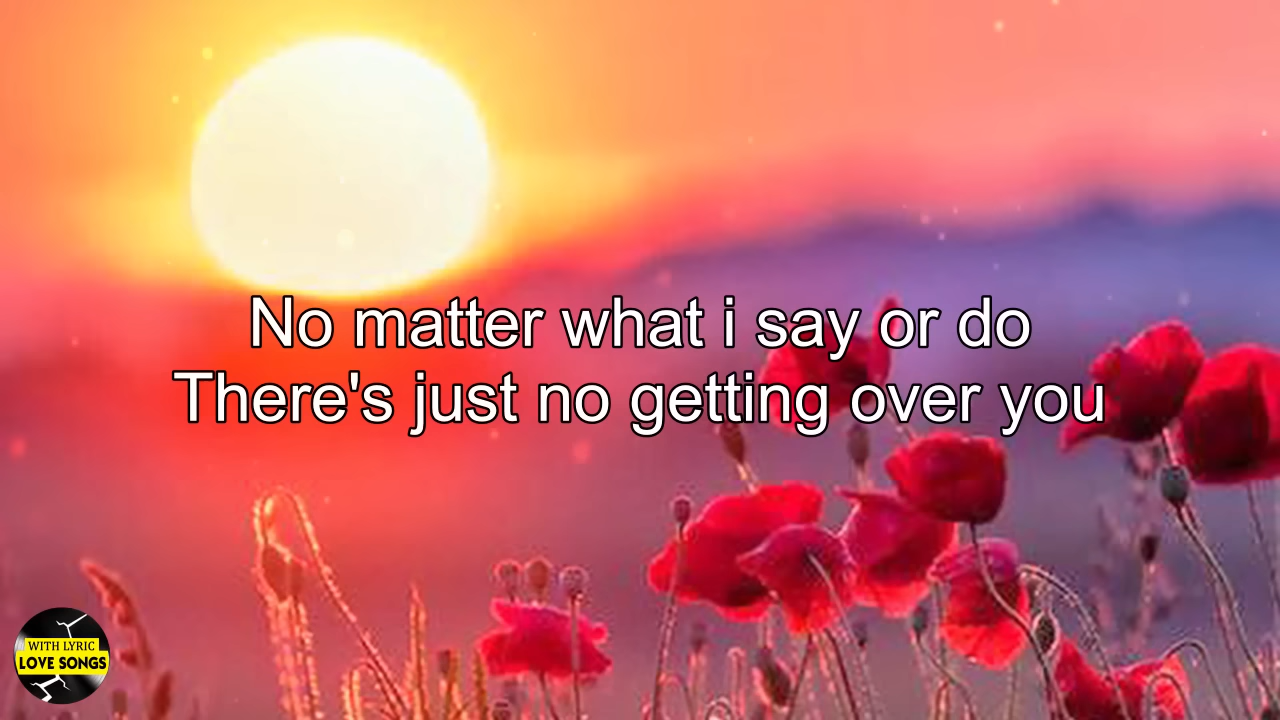 No matter what i say or do
There's just no getting over you
WITH LYRIC
LOVE SONGS